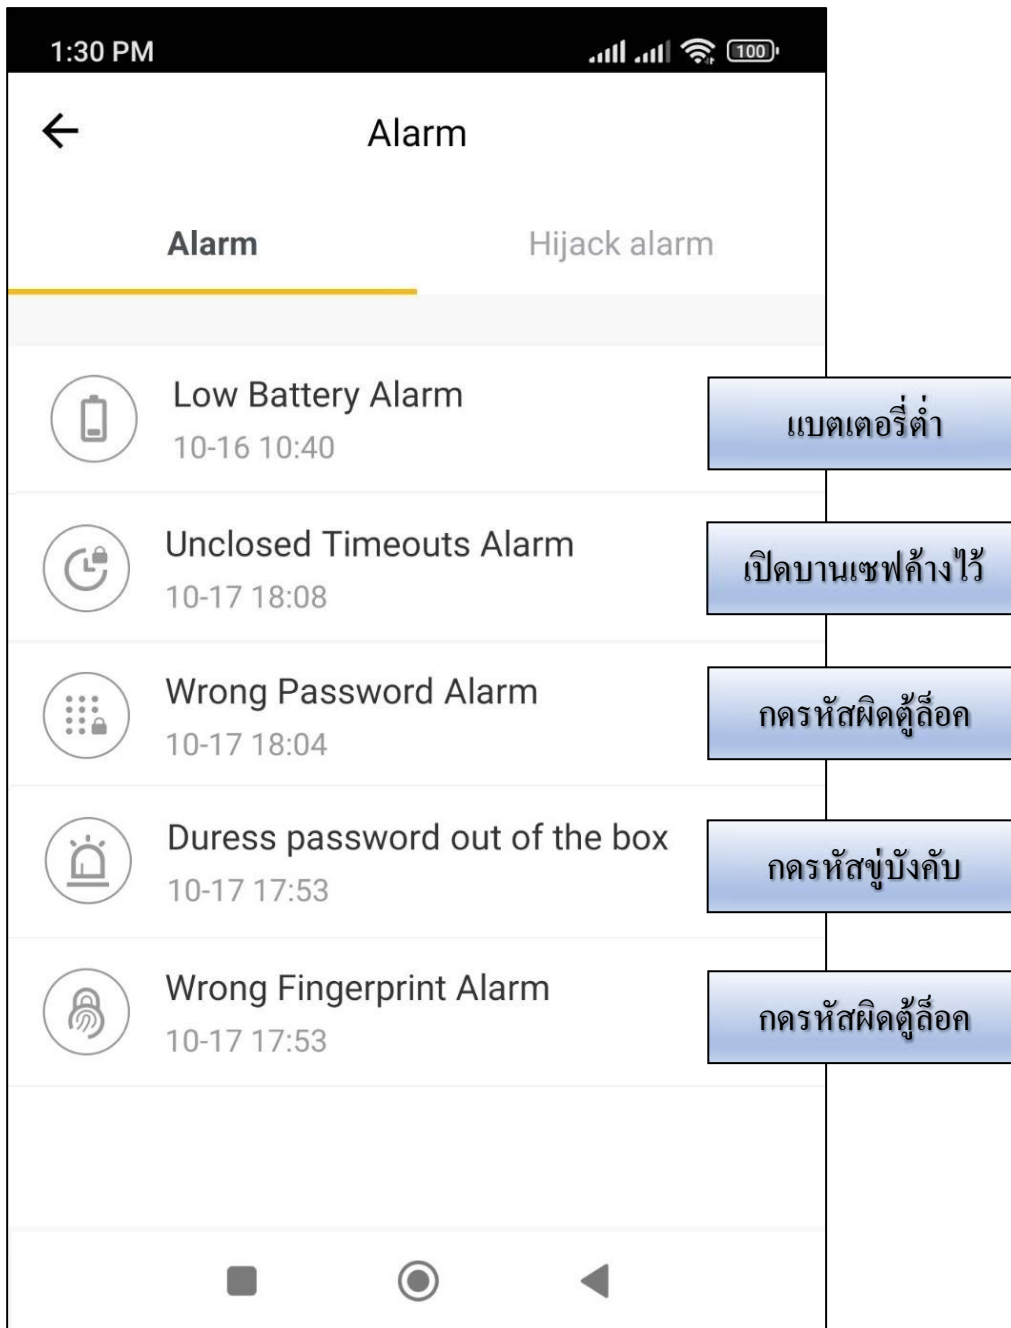 1:30 PM 100
Alarm
Alarm Hijack alarm
Low Battery Alarm
10-16 10:40
แบตเตอรี่ต่ำ
Unclosed Timeouts Alarm
10-17 18:08
เปิดบานเซฟค้างไว้
Wrong Password Alarm
10-17 18:04
กดรหัสผิดตู้ล็อค
Duress password out of the box
10-17 17:53
กดรหัสขู่บังคับ
Wrong Fingerprint Alarm
10-17 17:53
กดรหัสผิดตู้ล็อค